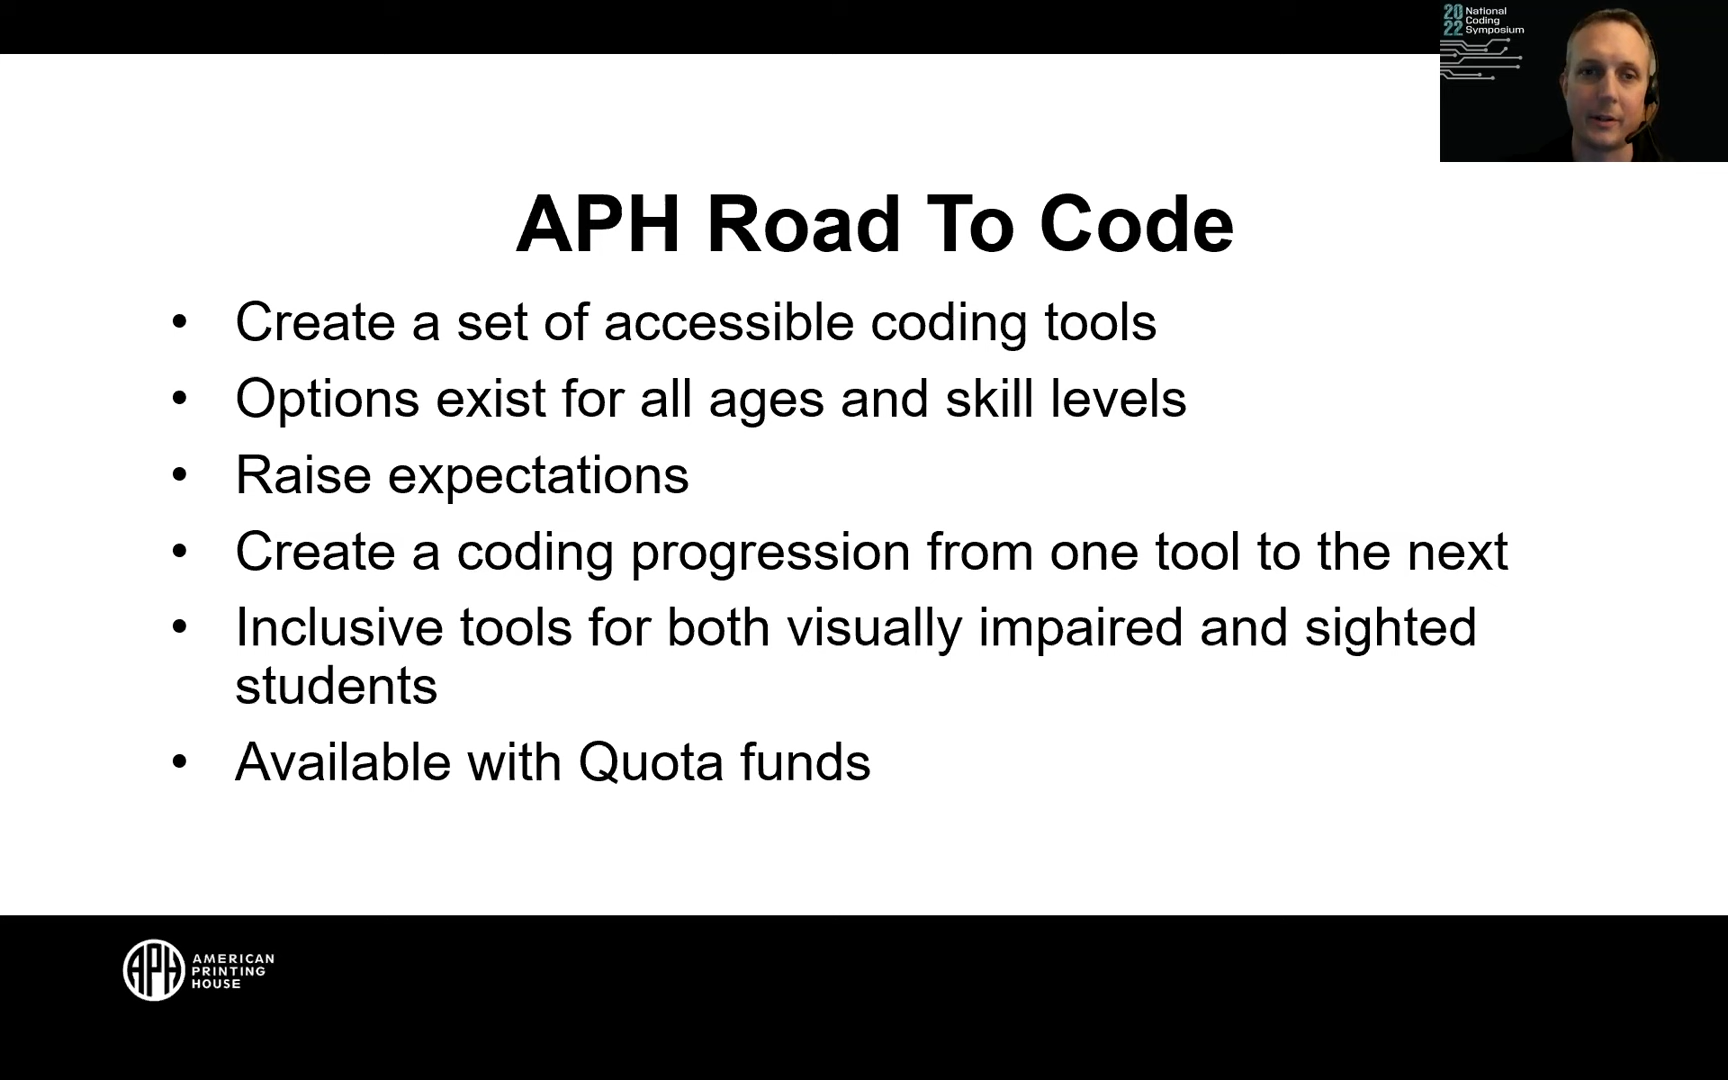 2022 National Coding Symposium
APH Road To Code
• Create a set of accessible coding tools
• Options exist for all ages and skill levels
• Raise expectations
• Create a coding progression from one tool to the next
• Inclusive tools for both visually impaired and sighted
students
• Available with Quota funds
APH
AMERICAN
PRINTING
HOUSE